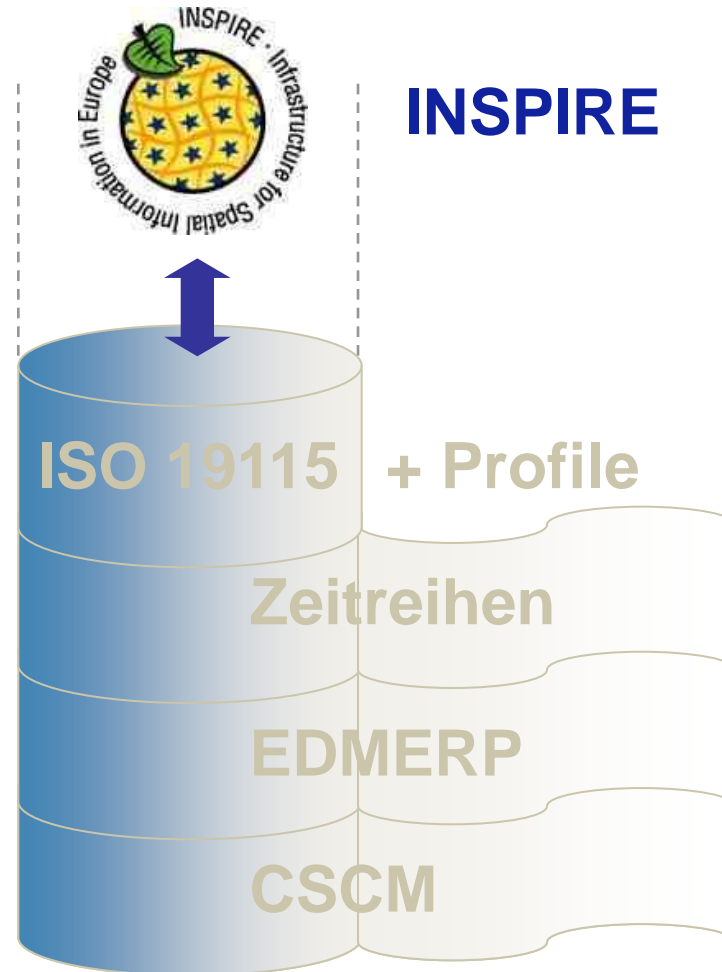 INSPIRE · Infrastructure for Spatial Information in Europe
INSPIRE
ISO 19115 + Profile
Zeitreihen
EDMERP
CSCM